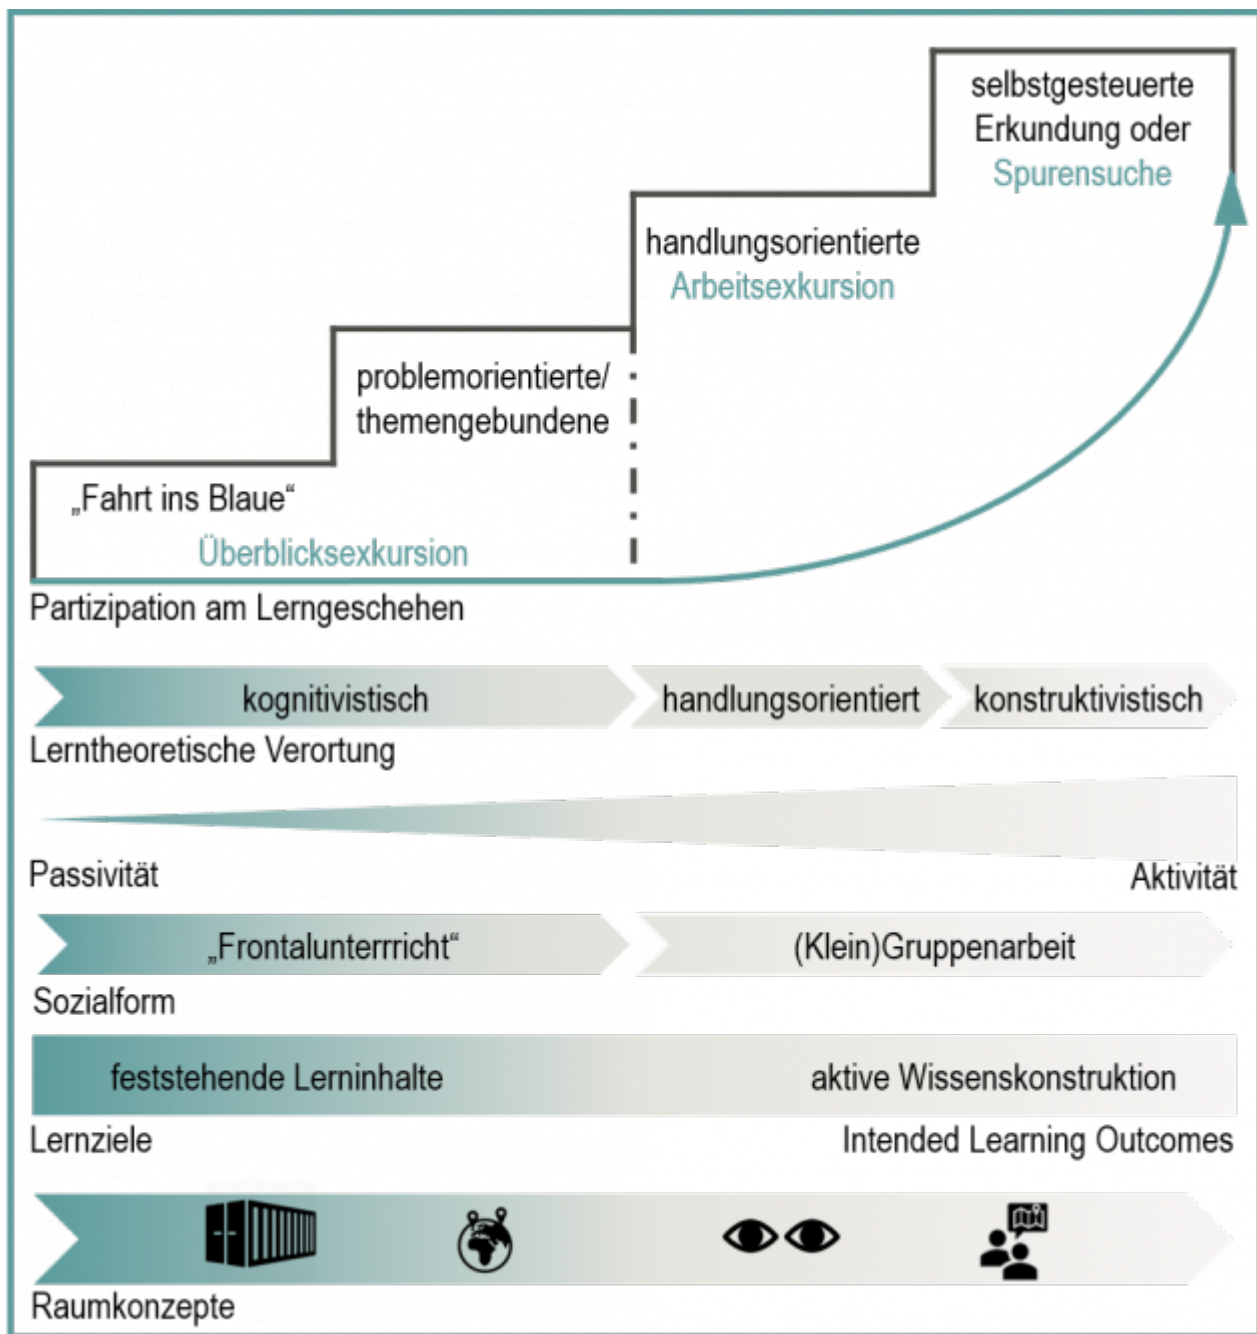 selbstgesteuerte
Erkundung oder
Spurensuche
handlungsorientierte
Arbeitsexkursion
problemorientierte/
themengebundene
„Fahrt ins Blaue“
Überblicksexkursion
Partizipation am Lerngeschehen
kognitivistisch
handlungsorientiert
konstruktivistisch
Lerntheoretische Verortung
Passivität
Aktivität
„Frontalunterrricht“
(Klein)Gruppenarbeit
Sozialform
feststehende Lerninhalte
aktive Wissenskonstruktion
Lernziele
Intended Learning Outcomes
Raumkonzepte